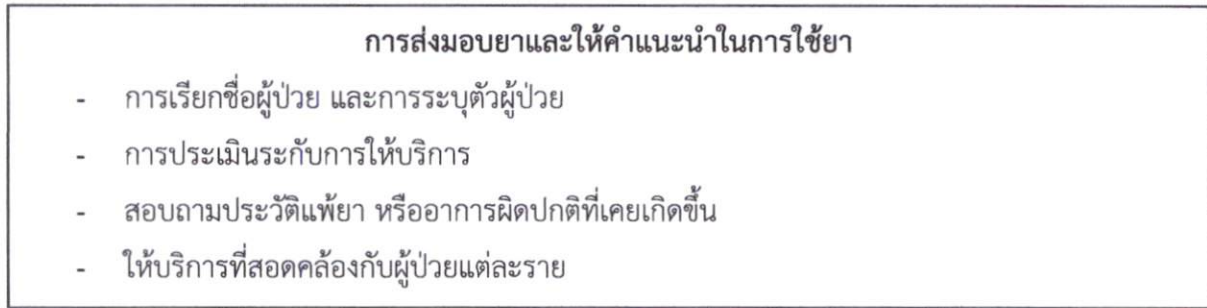 การส่งมอบยาและให้คำแนะนำในการใช้ยา
- การเรียกชื่อผู้ป่วย และการระบุตัวผู้ป่วย
- การประเมินระกับการให้บริการ
- สอบถามประวัติแพ้ยา หรืออาการผิดปกติที่เคยเกิดขึ้น
- ให้บริการที่สอดคล้องกับผู้ป่วยแต่ละราย